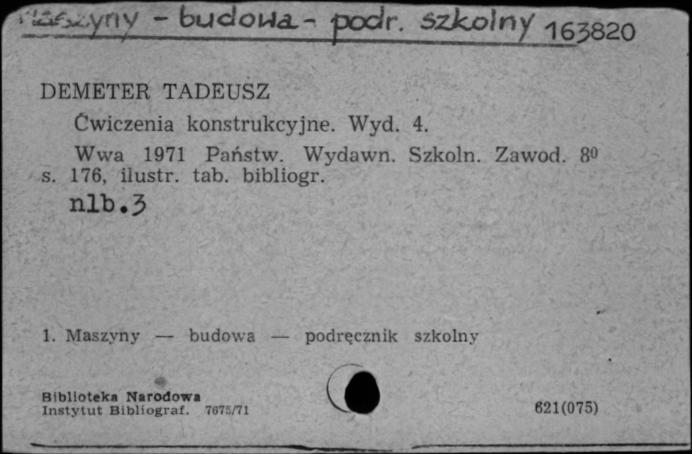 Maszyny - budowa - podr. szkolny 163820
DEMETER TADEUSZ
Ćwiczenia konstrukcyjne. Wyd. 4.
Wwa 1971 Państw. Wydawn. Szkoln. Zawod. 8⁰
s. 176, ilustr. tab. bibliogr.
nlb.3
1. Maszyny — budowa — podręcznik szkolny
Biblioteka Narodowa
Instytut Bibliograf. 7675/71
621(075)